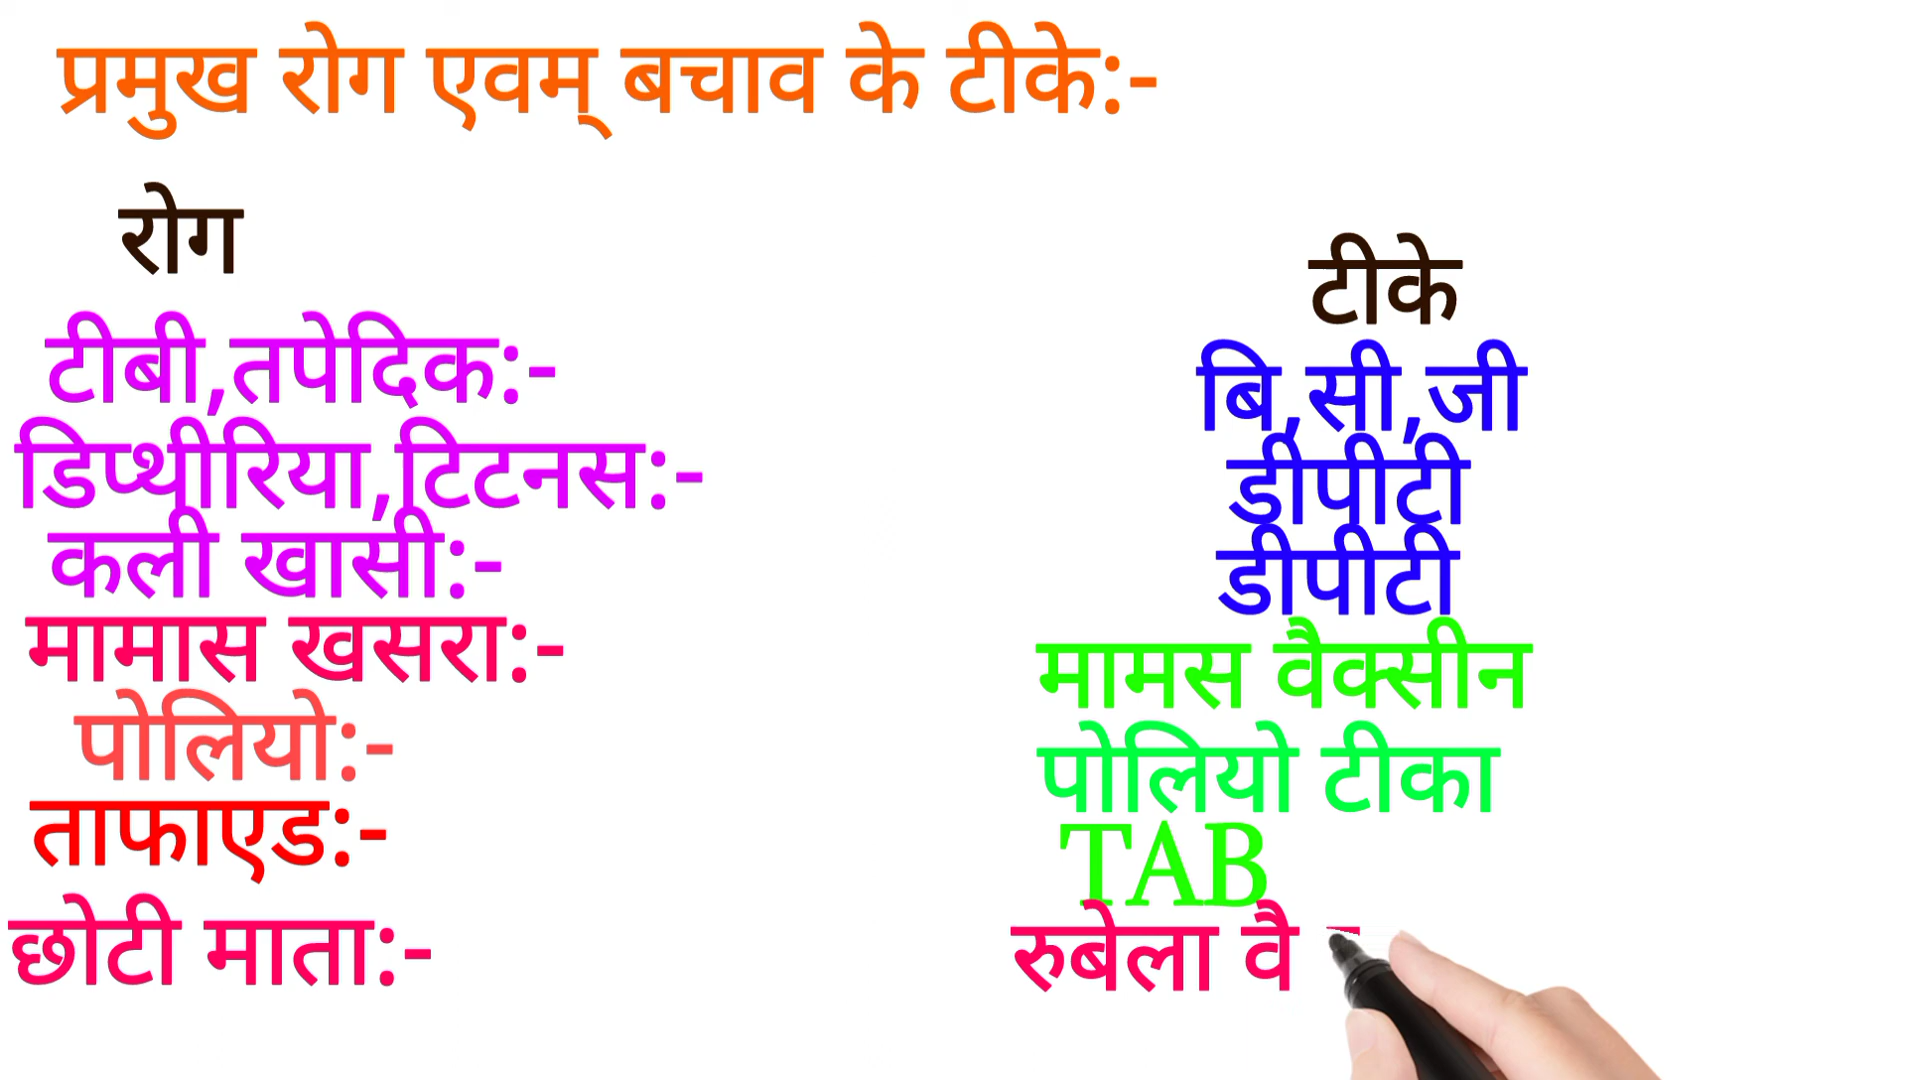 प्रमुख रोग एवम् बचाव के टीके:-
रोग
टीके
टीबी,तपेदिक:-
बि,सी,जी
डिप्थीरिया,टिटनस:-
डीपीटी
कली खासी:-
डीपीटी
मामास खसरा:-
मामस वैक्सीन
पोलियो:-
पोलियो टीका
ताफाएड:-
TAB
छोटी माता:-
रुबेला वै